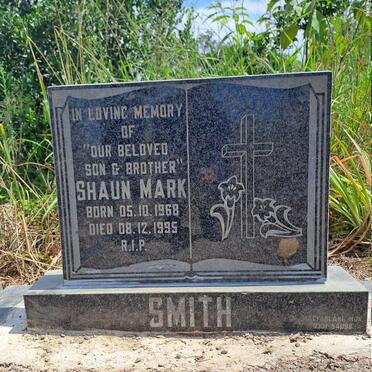 IN LOVING MEMORY
OF
"OUR BELOVED
SON & BROTHER"
SHAUN MARK
BORN 05.10.1968
DIED 08.12.1995
R.I.P.
SMITH